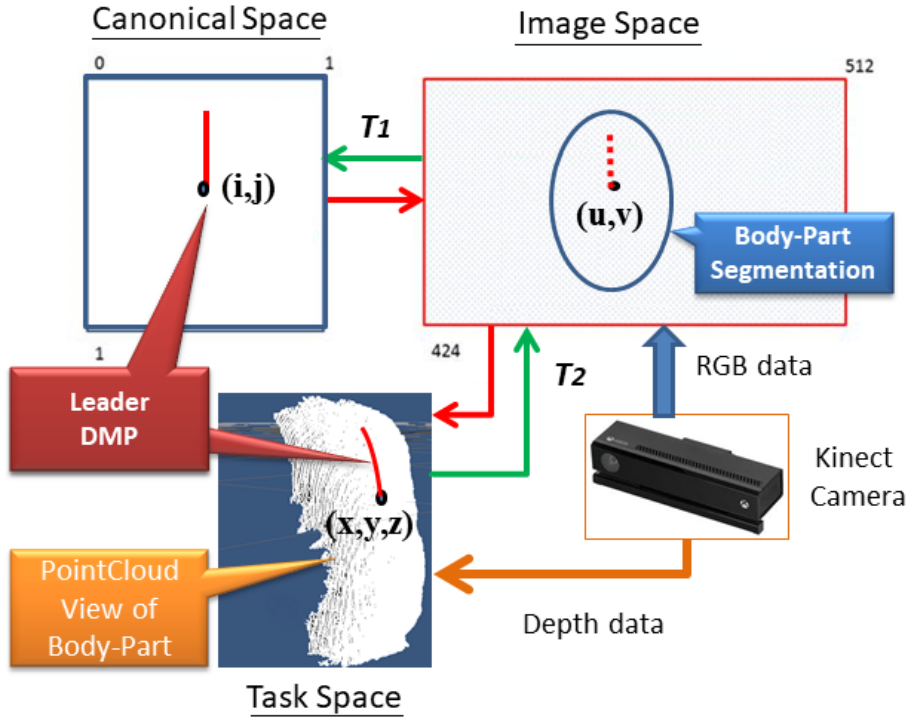 Canonical Space
Image Space
0
1
512
T1
(i,j)
(u,v)
Body-Part
Segmentation
1
424
T2
RGB data
Leader
DMP
Kinect
Camera
(x,y,z)
PointCloud
View of
Body-Part
Depth data
Task Space